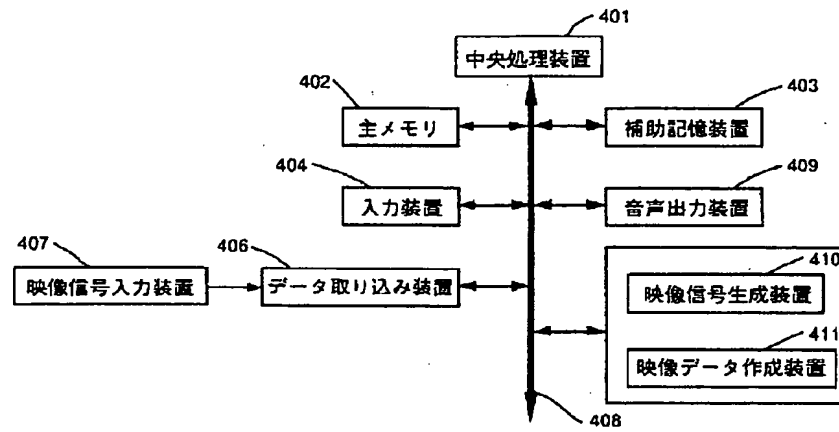 401
中央処理装置
402
主メモリ
403
補助記憶装置
404
入力装置
409
音声出力装置
407
映像信号入力装置
406
データ取り込み装置
410
映像信号生成装置
411
映像データ作成装置
408